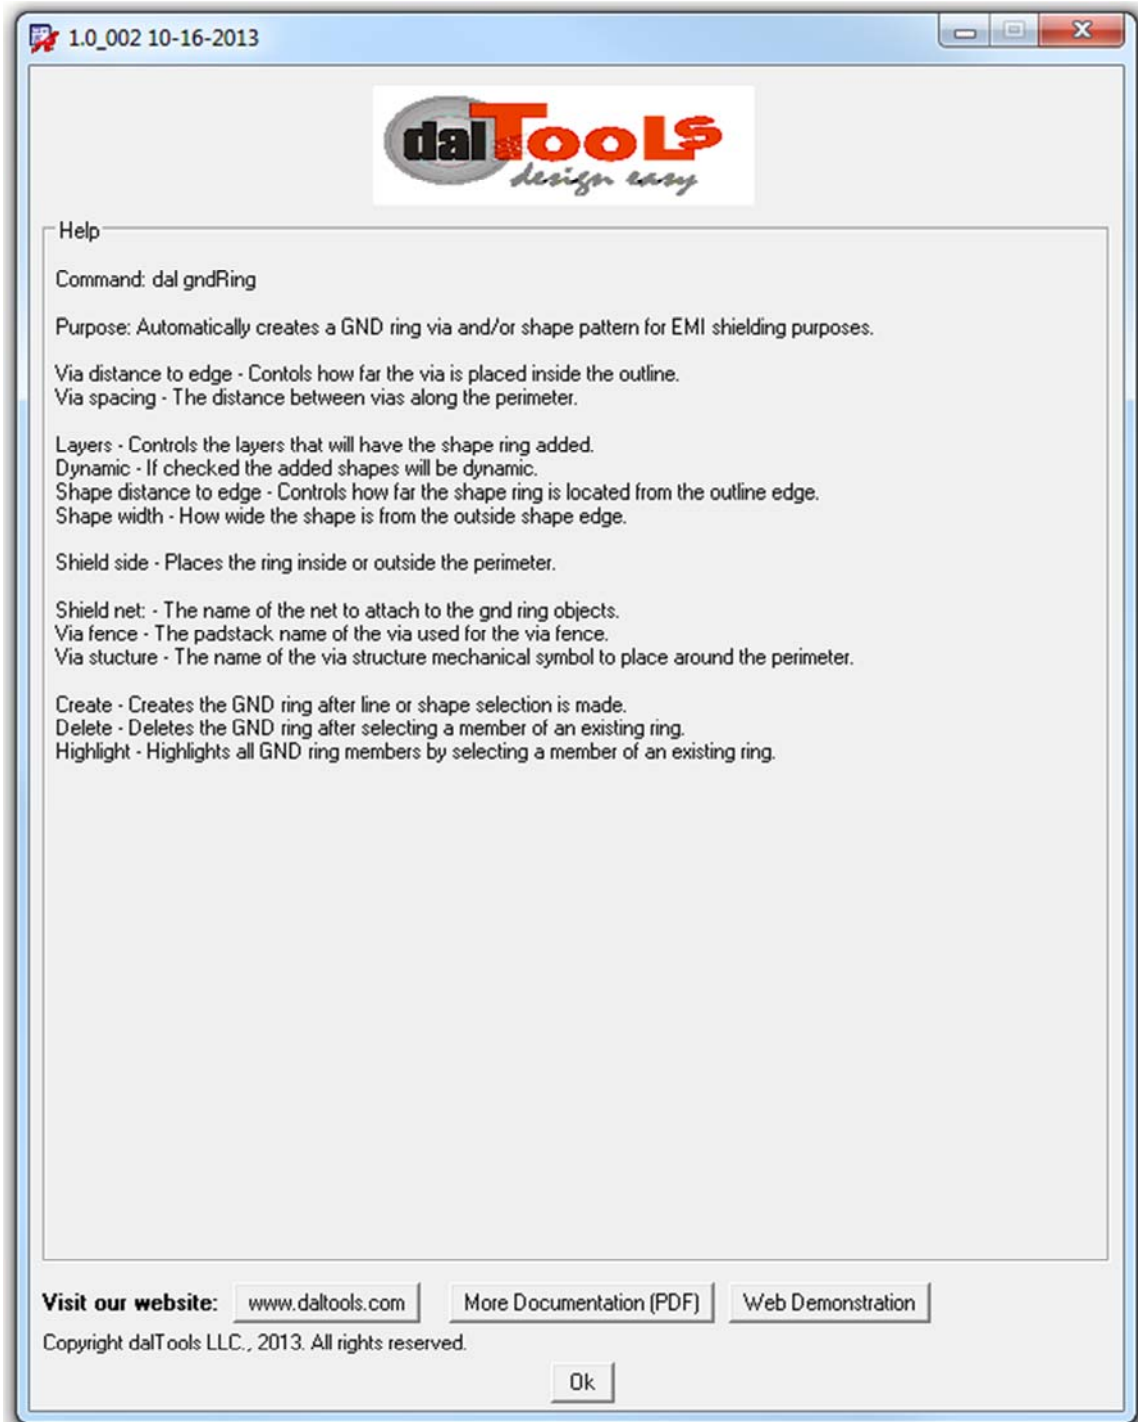 1.0_002 10-16-2013
dalTooLs
design easy
Help
Command: dal gndRing
Purpose: Automatically creates a GND ring via and/or shape pattern for EMI shielding purposes.
Via distance to edge - Contols how far the via is placed inside the outline.
Via spacing - The distance between vias along the perimeter.
Layers - Controls the layers that will have the shape ring added.
Dynamic - If checked the added shapes will be dynamic.
Shape distance to edge - Controls how far the shape ring is located from the outline edge.
Shape width - How wide the shape is from the outside shape edge.
Shield side - Places the ring inside or outside the perimeter.
Shield net: - The name of the net to attach to the gnd ring objects.
Via fence - The padstack name of the via used for the via fence.
Via stucture - The name of the via structure mechanical symbol to place around the perimeter.
Create - Creates the GND ring after line or shape selection is made.
Delete - Deletes the GND ring after selecting a member of an existing ring.
Highlight - Highlights all GND ring members by selecting a member of an existing ring.
Visit our website: www.daltools.com More Documentation (PDF) Web Demonstration
Copyright dalTools LLC., 2013. All rights reserved.
Ok